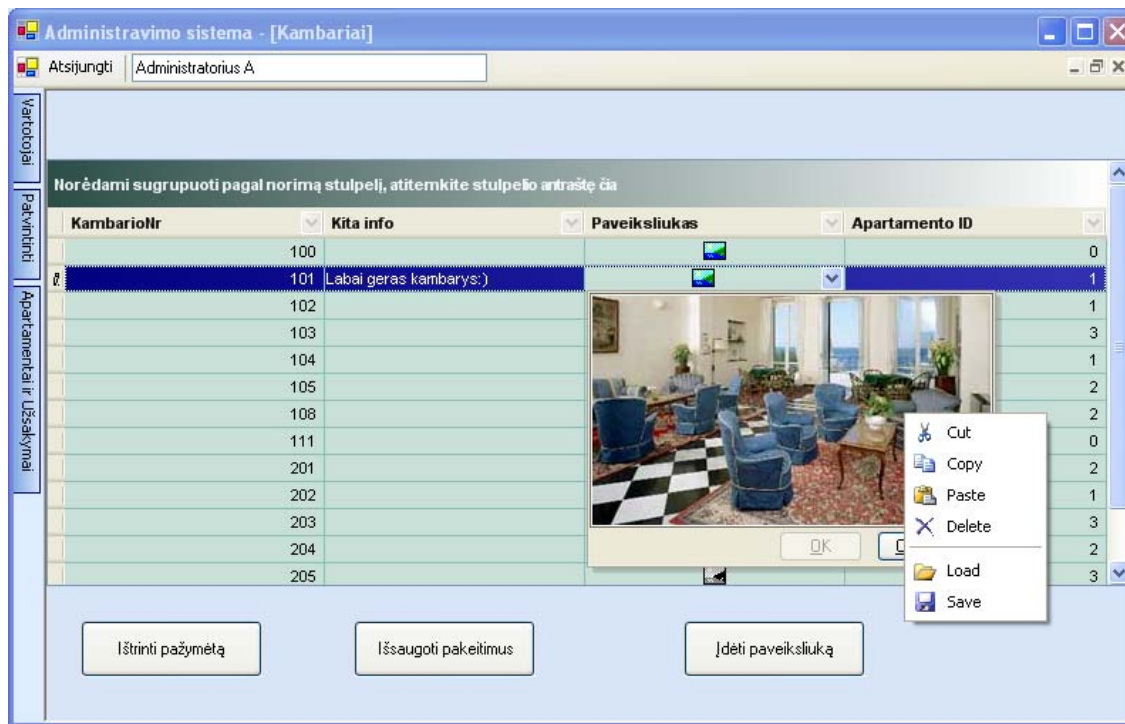 Administravimo sistema - [Kambariai]
Atsijungti Administratorius A
Vartotojai
Patvintinti
Apartamentai ir Užsakymai
Norėdami sugrupuoti pagal norimą stulpelį, atitemkite stulpelio antraštę čia
KambarioNr Kita info Paveiksliukas Apartamento ID
100 0
101 Labai geras kambarys:) 1
102 1
103 3
104 1
105 2
108 2
111 0
201 2
202 1
203 3
204 2
205 3
OK
Cut
Copy
Paste
Delete
Load
Save
Ištrinti pažymėtą Išsaugoti pakeitimus Įdėti paveiksliuką